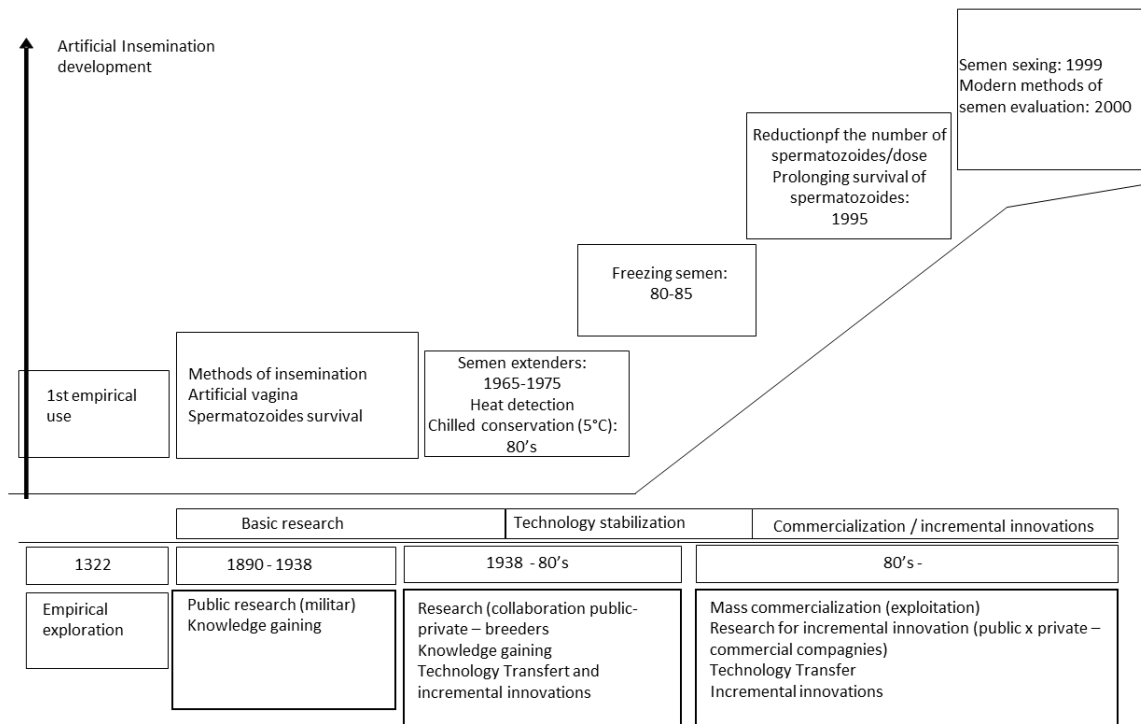 Artificial Insemination
development
Semen sexing: 1999
Modern methods of
semen evaluation: 2000
Reductionpf the number of
spermatozoides/dose
Prolonging survival of
spermatozoides:
1995
Freezing semen:
80-85
Semen extenders:
1965-1975
Heat detection
Chilled conservation (5°C):
80’s
Methods of insemination
Artificial vagina
Spermatozoides survival
1st empirical
use
Basic research
Technology stabilization
Commercialization / incremental innovations
1322
1890 - 1938
1938 - 80’s
80’s -
Empirical
exploration
Public research (militar)
Knowledge gaining
Research (collaboration public-
private – breeders
Knowledge gaining
Technology Transfert and
incremental innovations
Mass commercialization (exploitation)
Research for incremental innovation (public x private –
commercial compagnies)
Technology Transfer
Incremental innovations